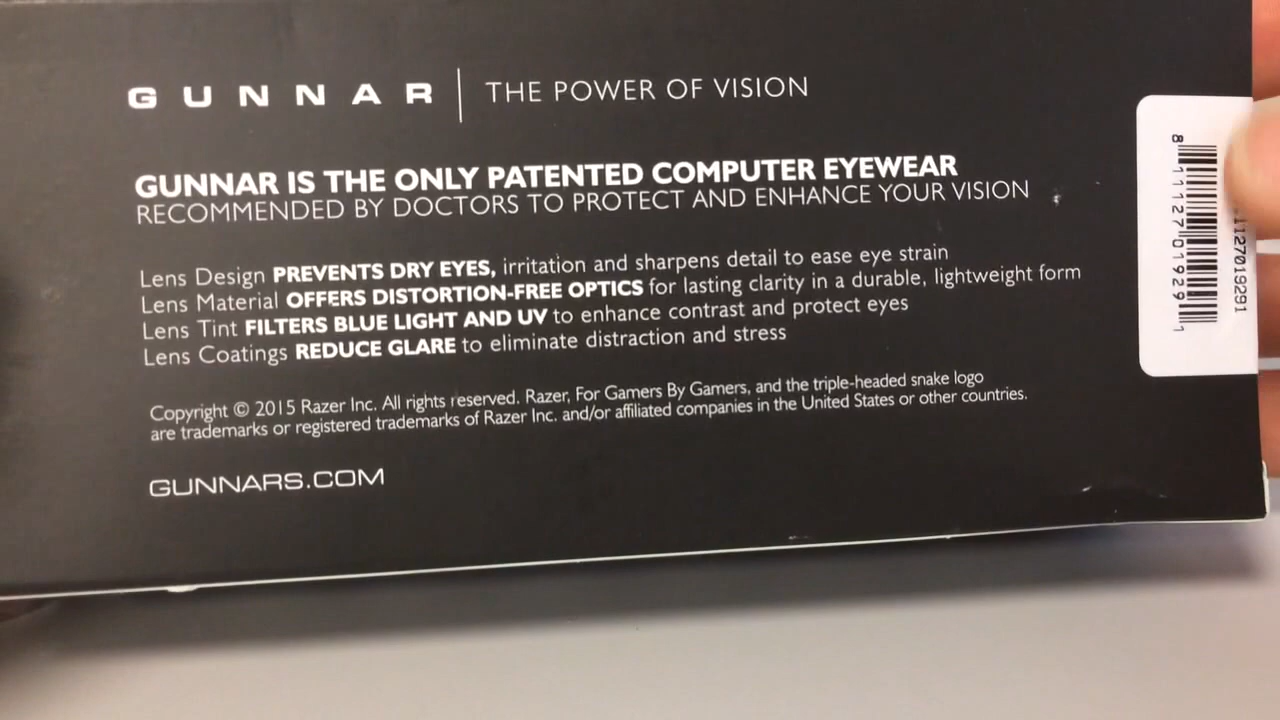 GUNNAR | THE POWER OF VISION
GUNNAR IS THE ONLY PATENTED COMPUTER EYEWEAR
RECOMMENDED BY DOCTORS TO PROTECT AND ENHANCE YOUR VISION
Lens Design PREVENTS DRY EYES, irritation and sharpens detail to ease eye strain
Lens Material OFFERS DISTORTION-FREE OPTICS for lasting clarity in a durable, lightweight form
Lens Tint FILTERS BLUE LIGHT AND UV to enhance contrast and protect eyes
Lens Coatings REDUCE GLARE to eliminate distraction and stress
Copyright © 2015 Razer Inc. All rights reserved. Razer, For Gamers By Gamers, and the triple-headed snake logo
are trademarks or registered trademarks of Razer Inc. and/or affiliated companies in the United States or other countries.
GUNNARS.COM
8 11127 01929 1